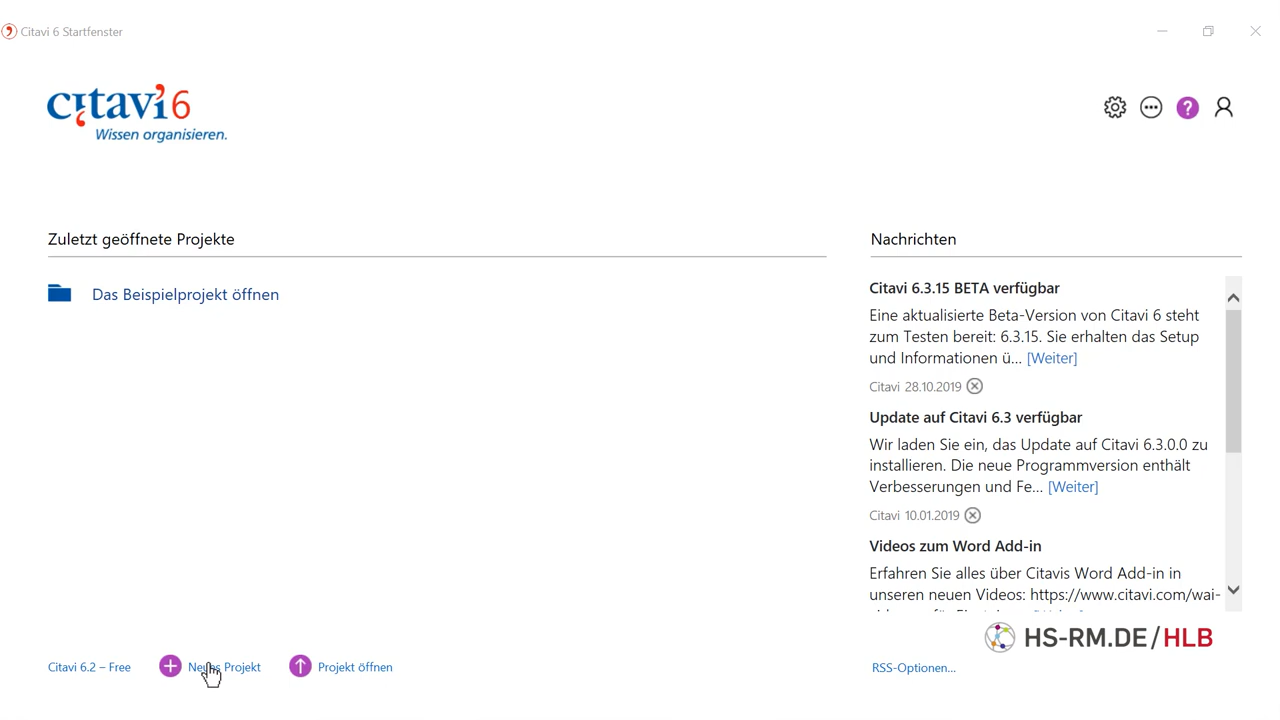 Citavi 6 Startfenster
citavi 6
Wissen organisieren.
Zuletzt geöffnete Projekte
Das Beispielprojekt öffnen
Nachrichten
Citavi 6.3.15 BETA verfügbar
Eine aktualisierte Beta-Version von Citavi 6 steht
zum Testen bereit: 6.3.15. Sie erhalten das Setup
und Informationen ü... [Weiter]
Citavi 28.10.2019
Update auf Citavi 6.3 verfügbar
Wir laden Sie ein, das Update auf Citavi 6.3.0.0 zu
installieren. Die neue Programmversion enthält
Verbesserungen und Fe... [Weiter]
Citavi 10.01.2019
Videos zum Word Add-in
Erfahren Sie alles über Citavis Word Add-in in
unseren neuen Videos: https://www.citavi.com/wai-
HS-RM.DE/HLB
Citavi 6.2 – Free
Neues Projekt
Projekt öffnen
RSS-Optionen...